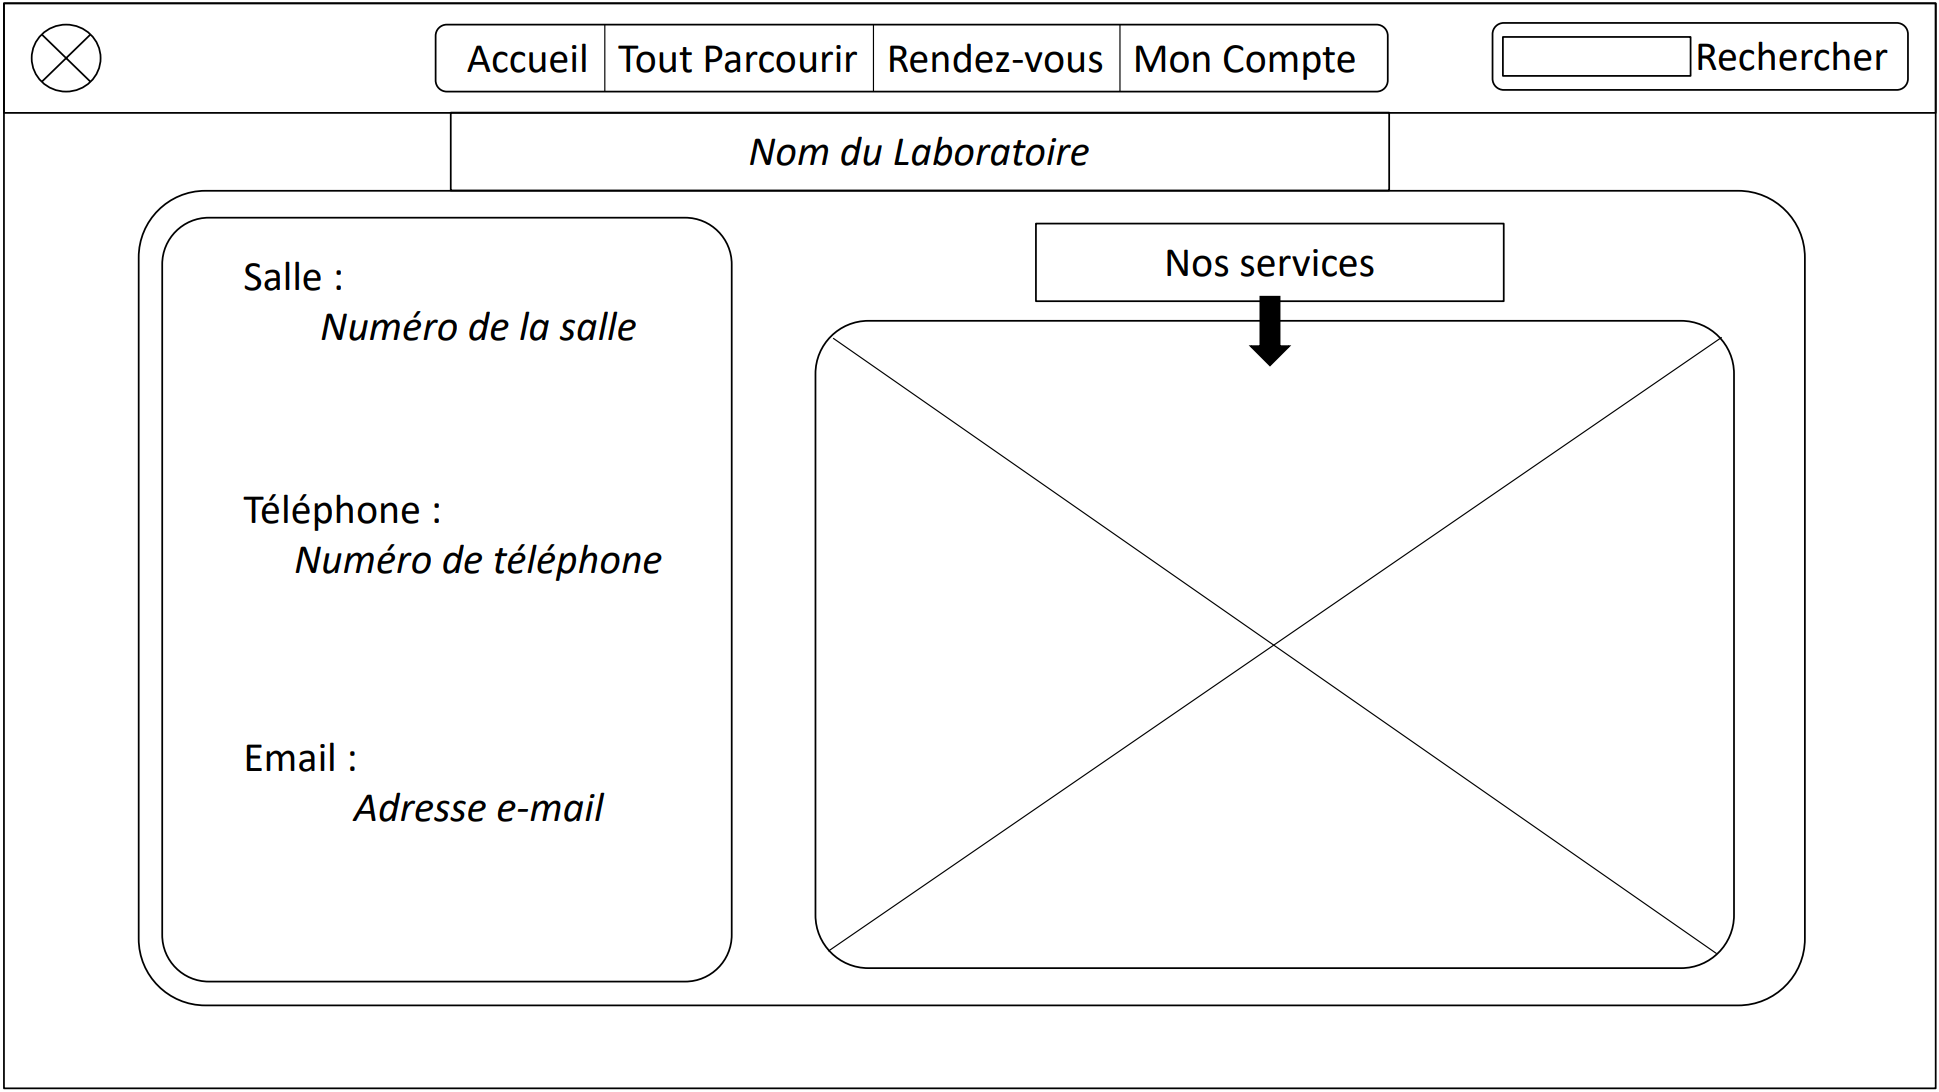 Accueil
Tout Parcourir
Rendez-vous
Mon Compte
Rechercher
Nom du Laboratoire
Salle :
Numéro de la salle
Téléphone :
Numéro de téléphone
Email :
Adresse e-mail
Nos services